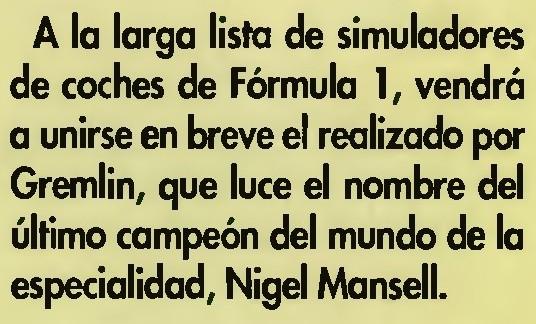 A la larga lista de simuladores
de coches de Fórmula 1, vendrá
a unirse en breve el realizado por
Gremlin, que luce el nombre del
último campeón del mundo de la
especialidad, Nigel Mansell.